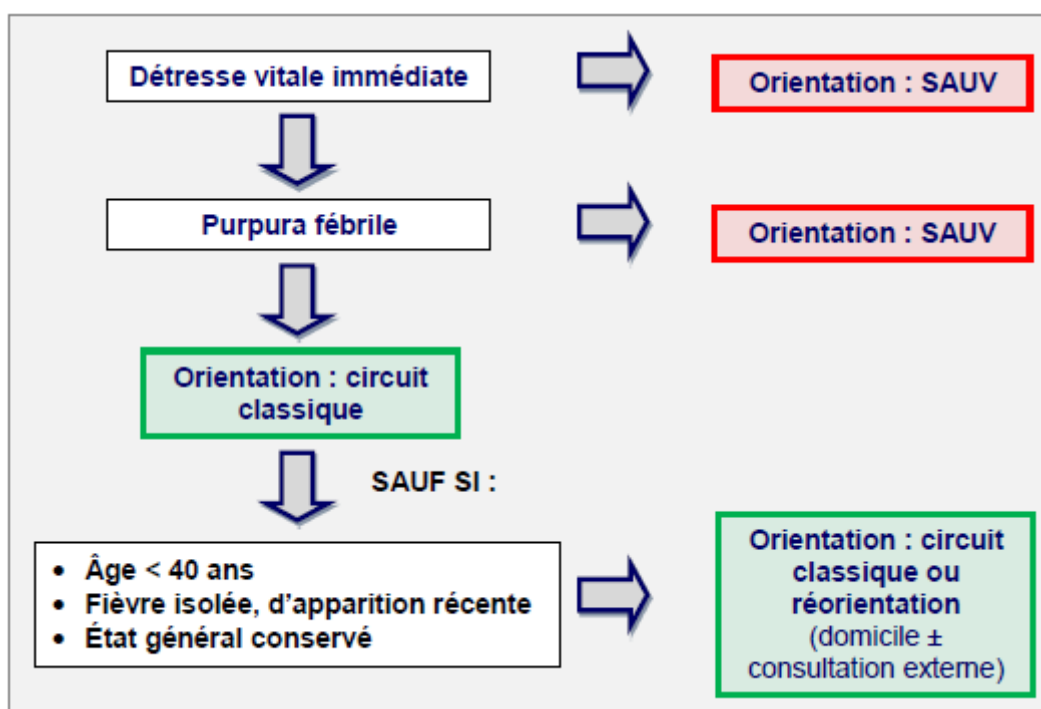 Détresse vitale immédiate
Orientation : SAUV
Purpura fébrile
Orientation : SAUV
Orientation : circuit
classique
SAUF SI :
• Âge < 40 ans
• Fièvre isolée, d'apparition récente
• État général conservé
Orientation : circuit
classique ou
réorientation
(domicile ±
consultation externe)